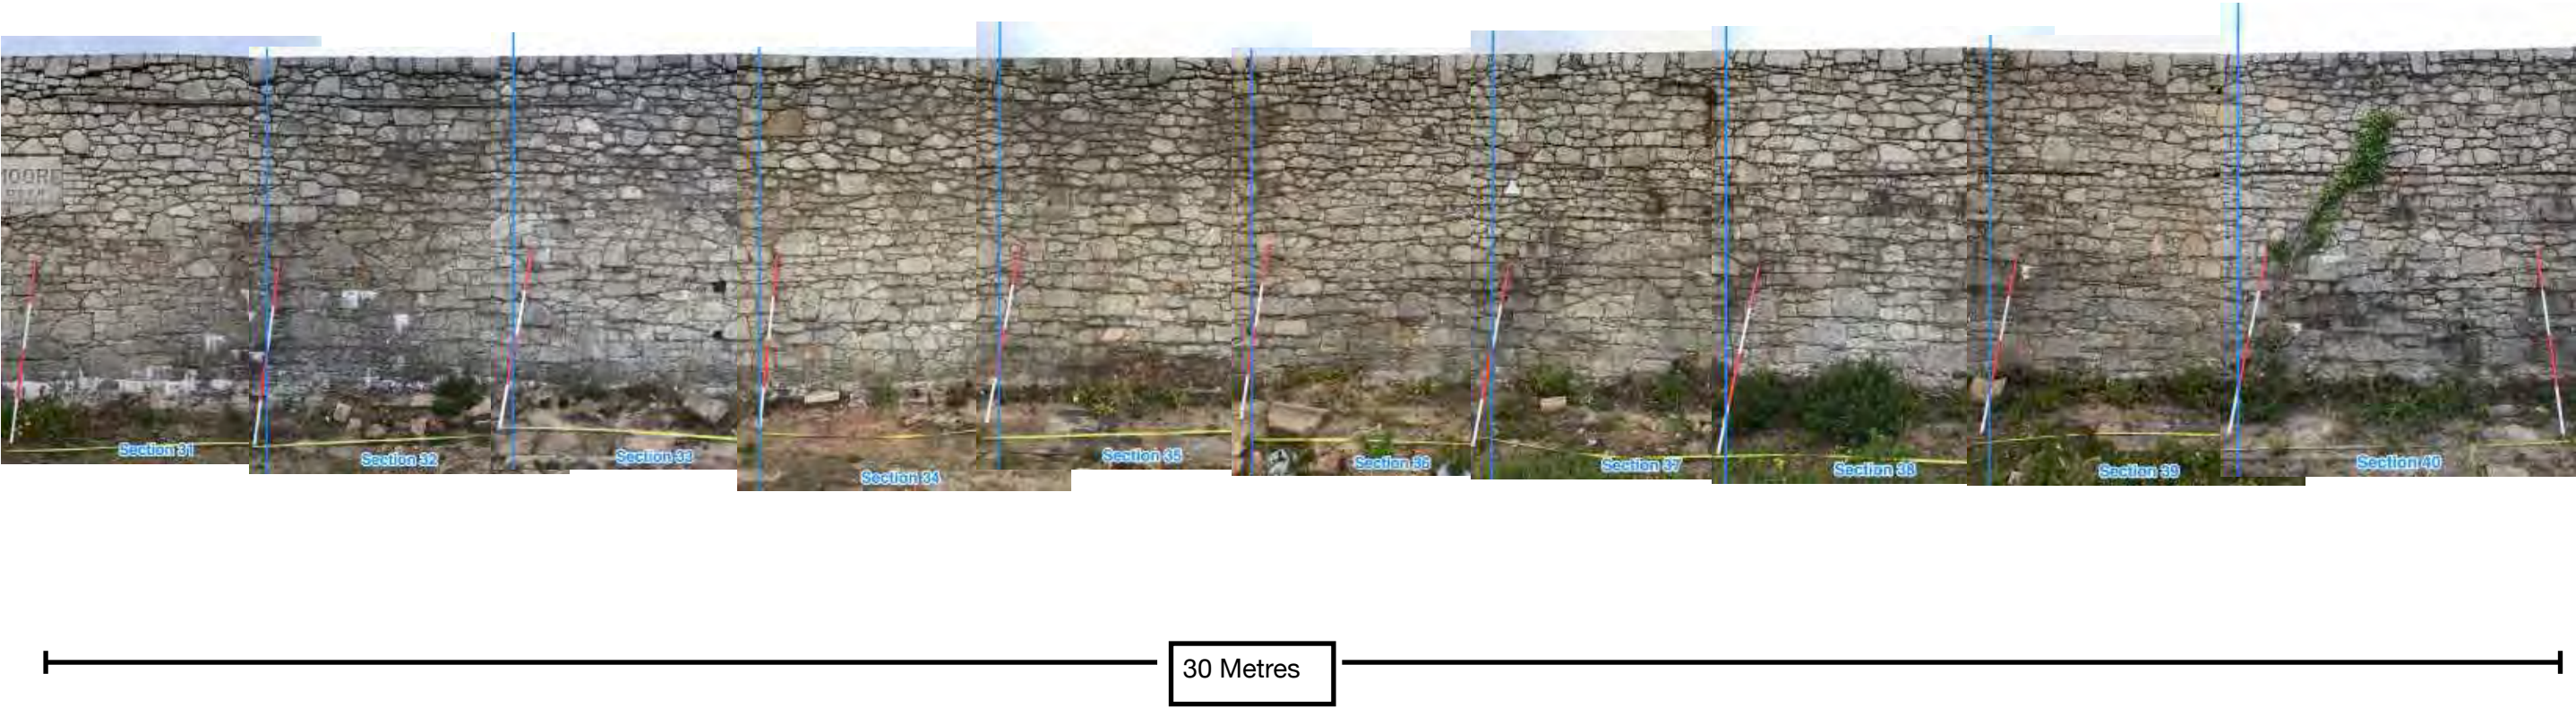 MOORE
Section 31
Section 32
Section 33
Section 34
Section 35
Section 36
Section 37
Section 38
Section 39
Section 40
30 Metres